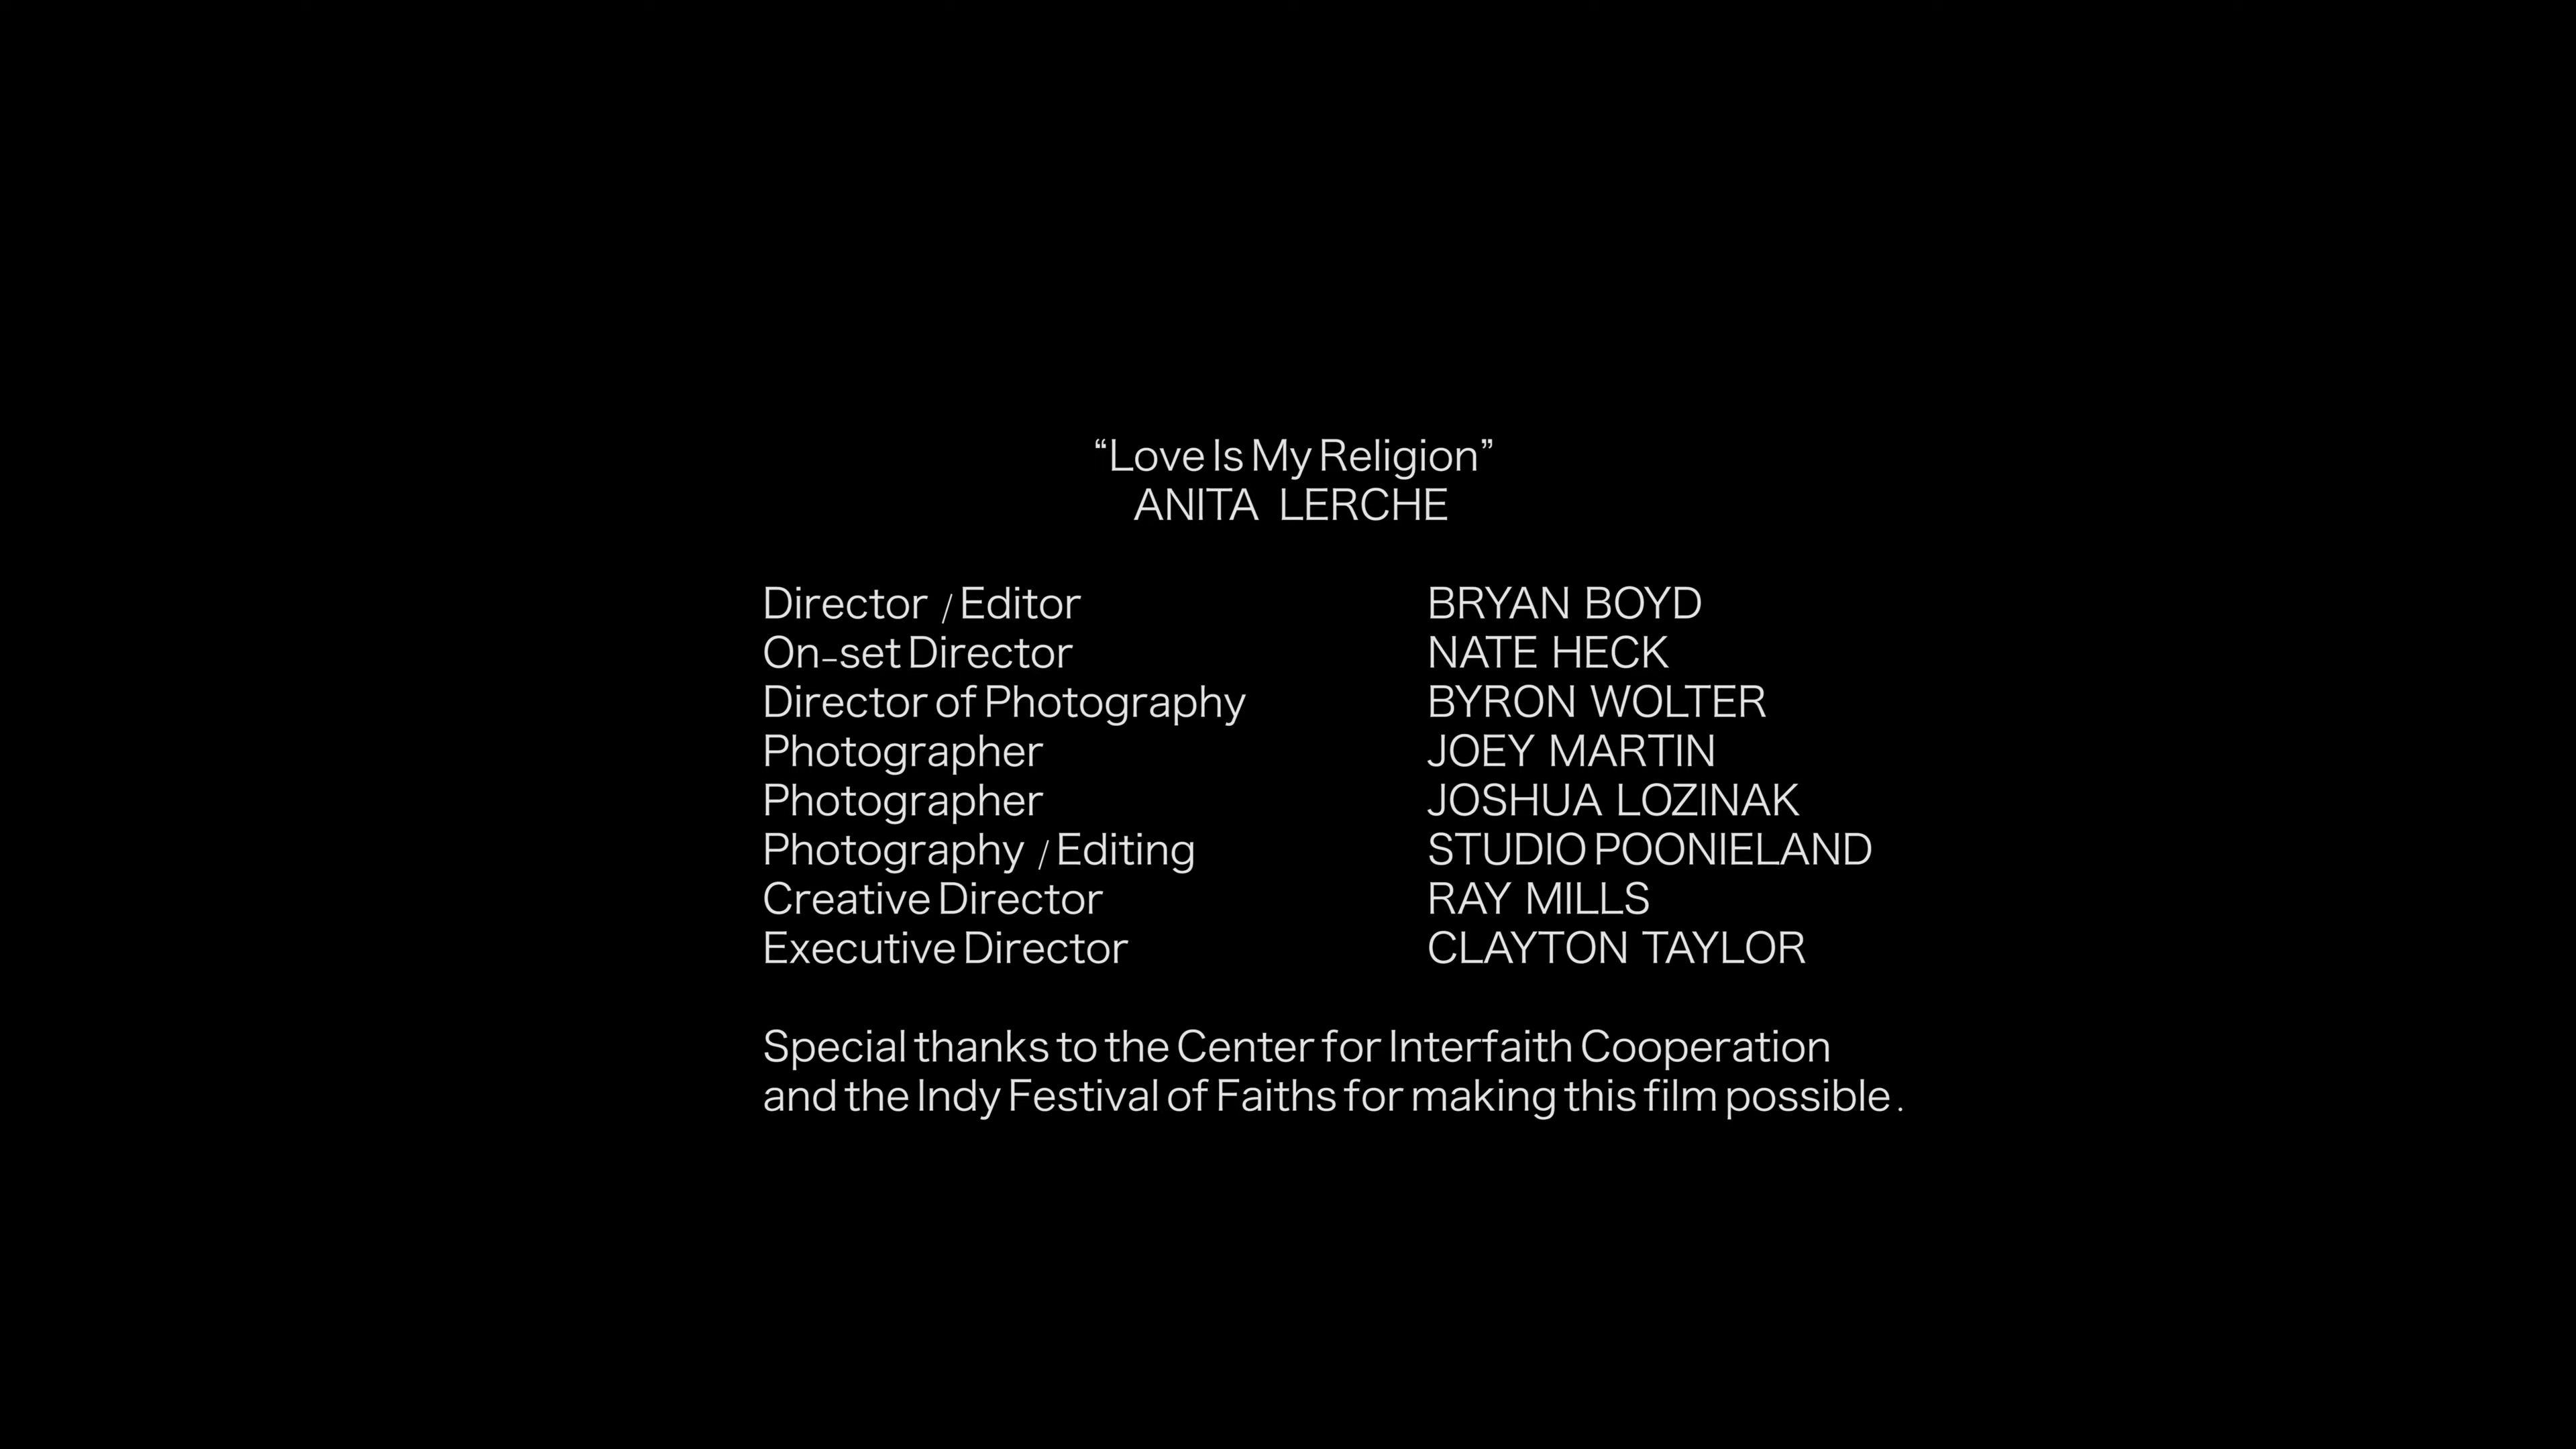 “Love Is My Religion”
ANITA LERCHE
Director / Editor BRYAN BOYD
On-set Director NATE HECK
Director of Photography BYRON WOLTER
Photographer JOEY MARTIN
Photographer JOSHUA LOZINAK
Photography / Editing STUDIO POONIELAND
Creative Director RAY MILLS
Executive Director CLAYTON TAYLOR
Special thanks to the Center for Interfaith Cooperation
and the Indy Festival of Faiths for making this film possible.